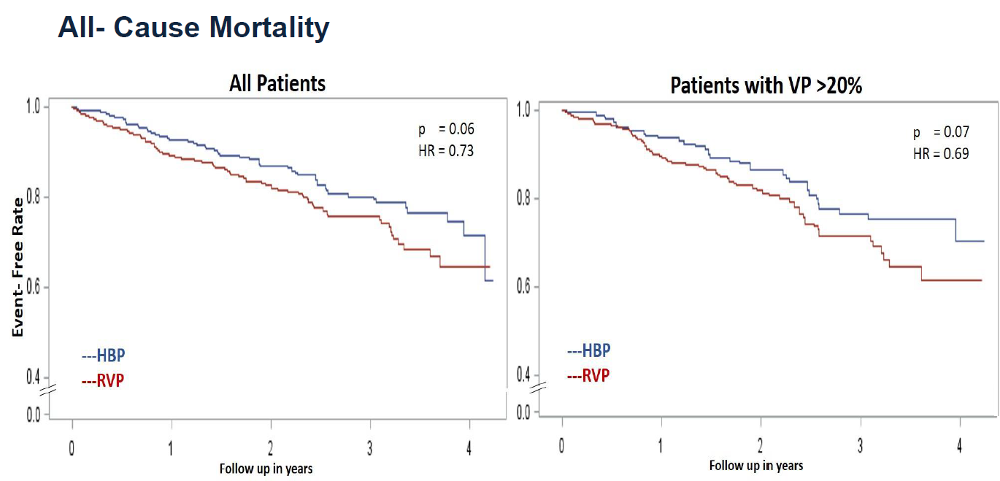 All- Cause Mortality
All Patients
1.0
0.8
0.6
0.4
0.0
Event- Free Rate
p = 0.06
HR = 0.73
---HBP
---RVP
0 1 2 3 4
Follow up in years
Patients with VP >20%
1.0
0.8
0.6
0.4
0.0
p = 0.07
HR = 0.69
---HBP
---RVP
0 1 2 3 4
Follow up in years